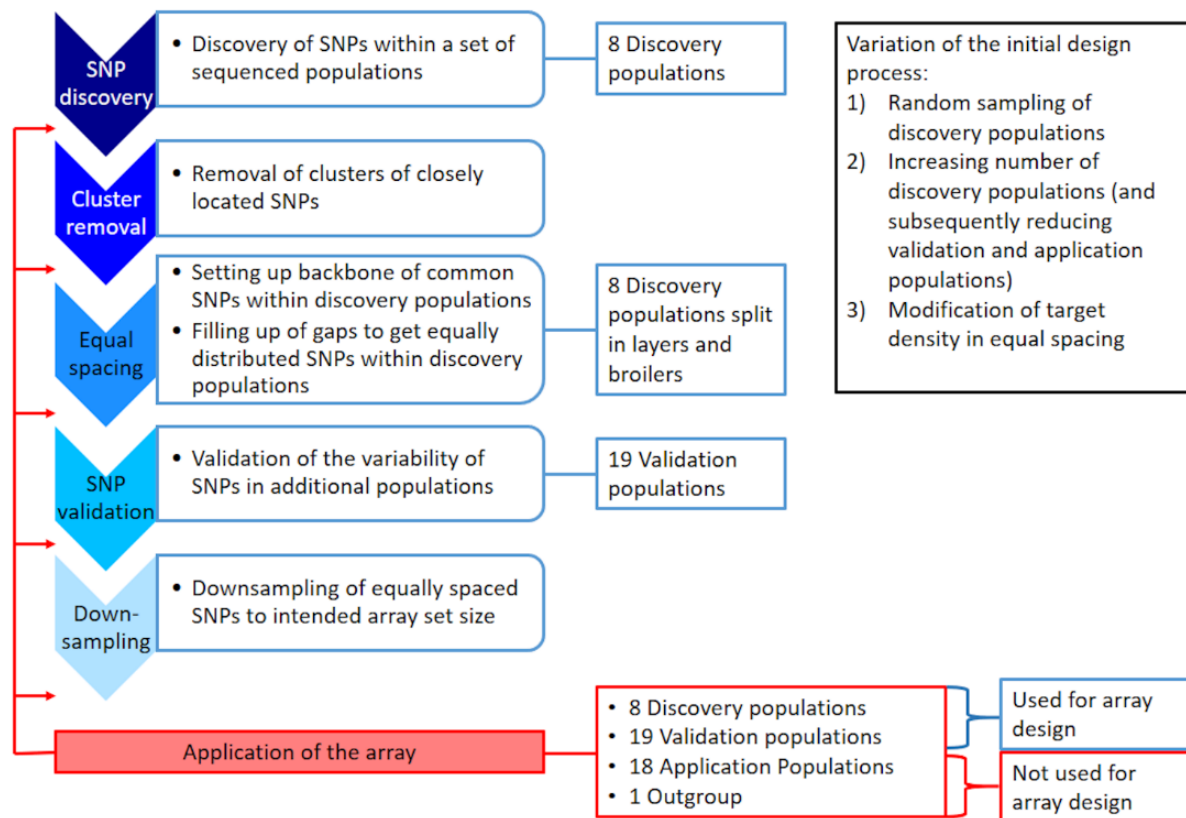 SNP
discovery
• Discovery of SNPs within a set of
sequenced populations
8 Discovery
populations
Cluster
removal
• Removal of clusters of closely
located SNPs
Equal
spacing
• Setting up backbone of common
SNPs within discovery populations
• Filling up of gaps to get equally
distributed SNPs within discovery
populations
8 Discovery
populations split
in layers and
broilers
SNP
validation
• Validation of the variability of
SNPs in additional populations
19 Validation
populations
Down-
sampling
• Downsampling of equally spaced
SNPs to intended array set size
Application of the array
• 8 Discovery populations
• 19 Validation populations
• 18 Application Populations
• 1 Outgroup
Used for array
design
Not used for
array design
Variation of the initial design
process:
1) Random sampling of
discovery populations
2) Increasing number of
discovery populations (and
subsequently reducing
validation and application
populations)
3) Modification of target
density in equal spacing